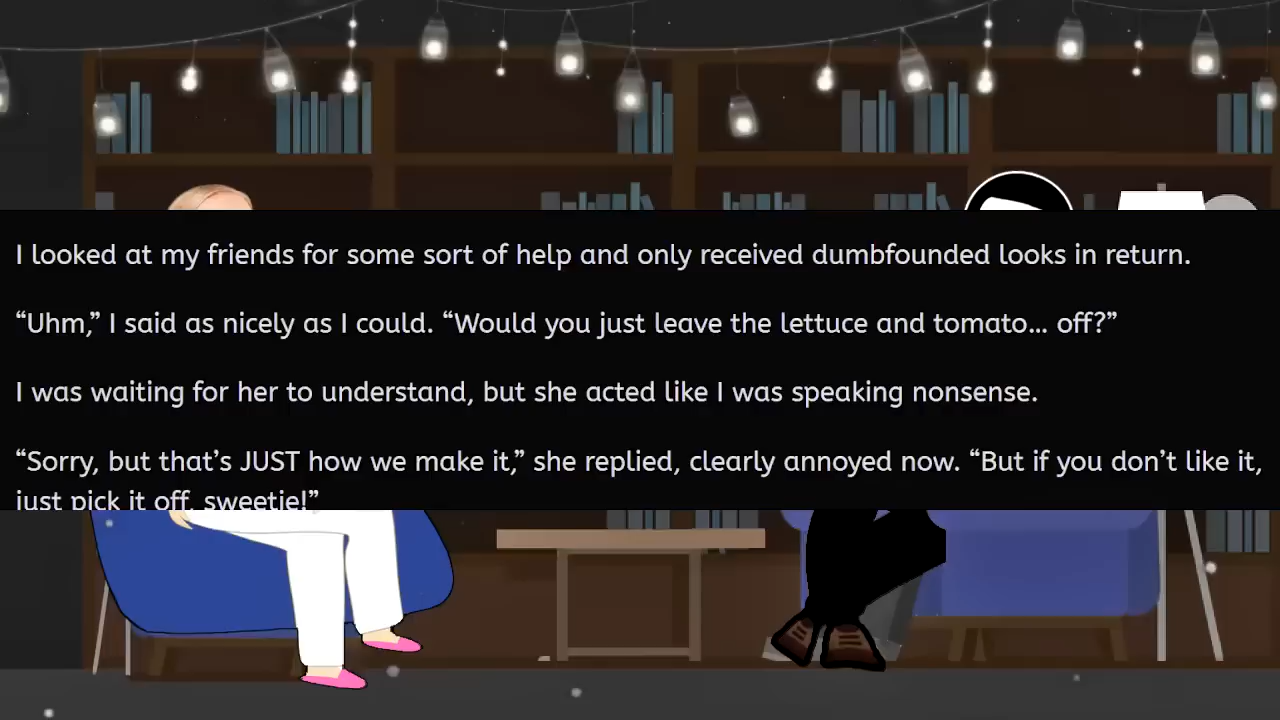 I looked at my friends for some sort of help and only received dumbfounded looks in return.
“Uhm,” I said as nicely as I could. “Would you just leave the lettuce and tomato... off?”
I was waiting for her to understand, but she acted like I was speaking nonsense.
“Sorry, but that’s JUST how we make it,” she replied, clearly annoyed now. “But if you don’t like it,
just pick it off, sweetie!”